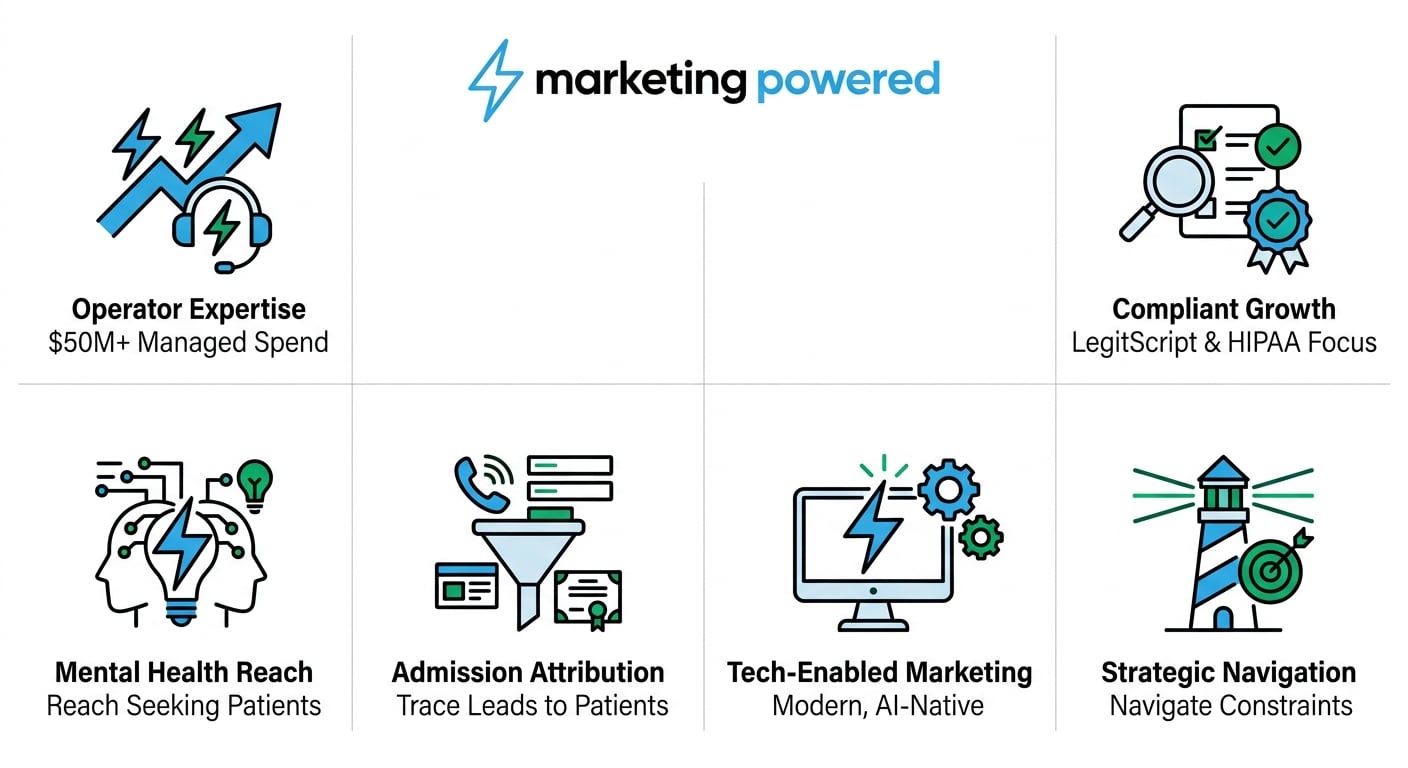 marketing powered
Operator Expertise
$50M+ Managed Spend
Compliant Growth
LegitScript & HIPAA Focus
Mental Health Reach
Reach Seeking Patients
Admission Attribution
Trace Leads to Patients
Tech-Enabled Marketing
Modern, AI-Native
Strategic Navigation
Navigate Constraints